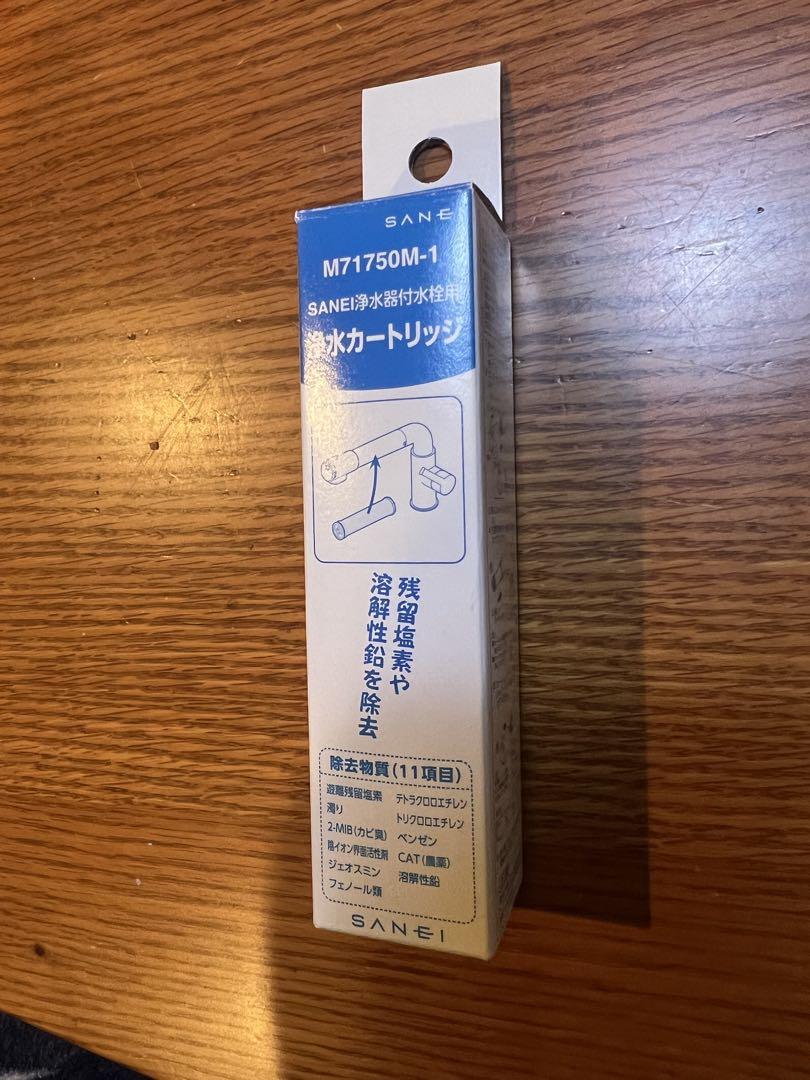 SANE
M71750M-1
SANEI浄水器付水栓用
浄水カートリッジ
残留塩素や
溶解性鉛を除去
除去物質(11項目)
遊離残留塩素
濁り
2-MIB(カビ臭)
陰イオン界面活性剤
ジェオスミン
フェノール類
テトラクロロエチレン
トリクロロエチレン
ベンゼン
CAT(農薬)
溶解性鉛
SANEI